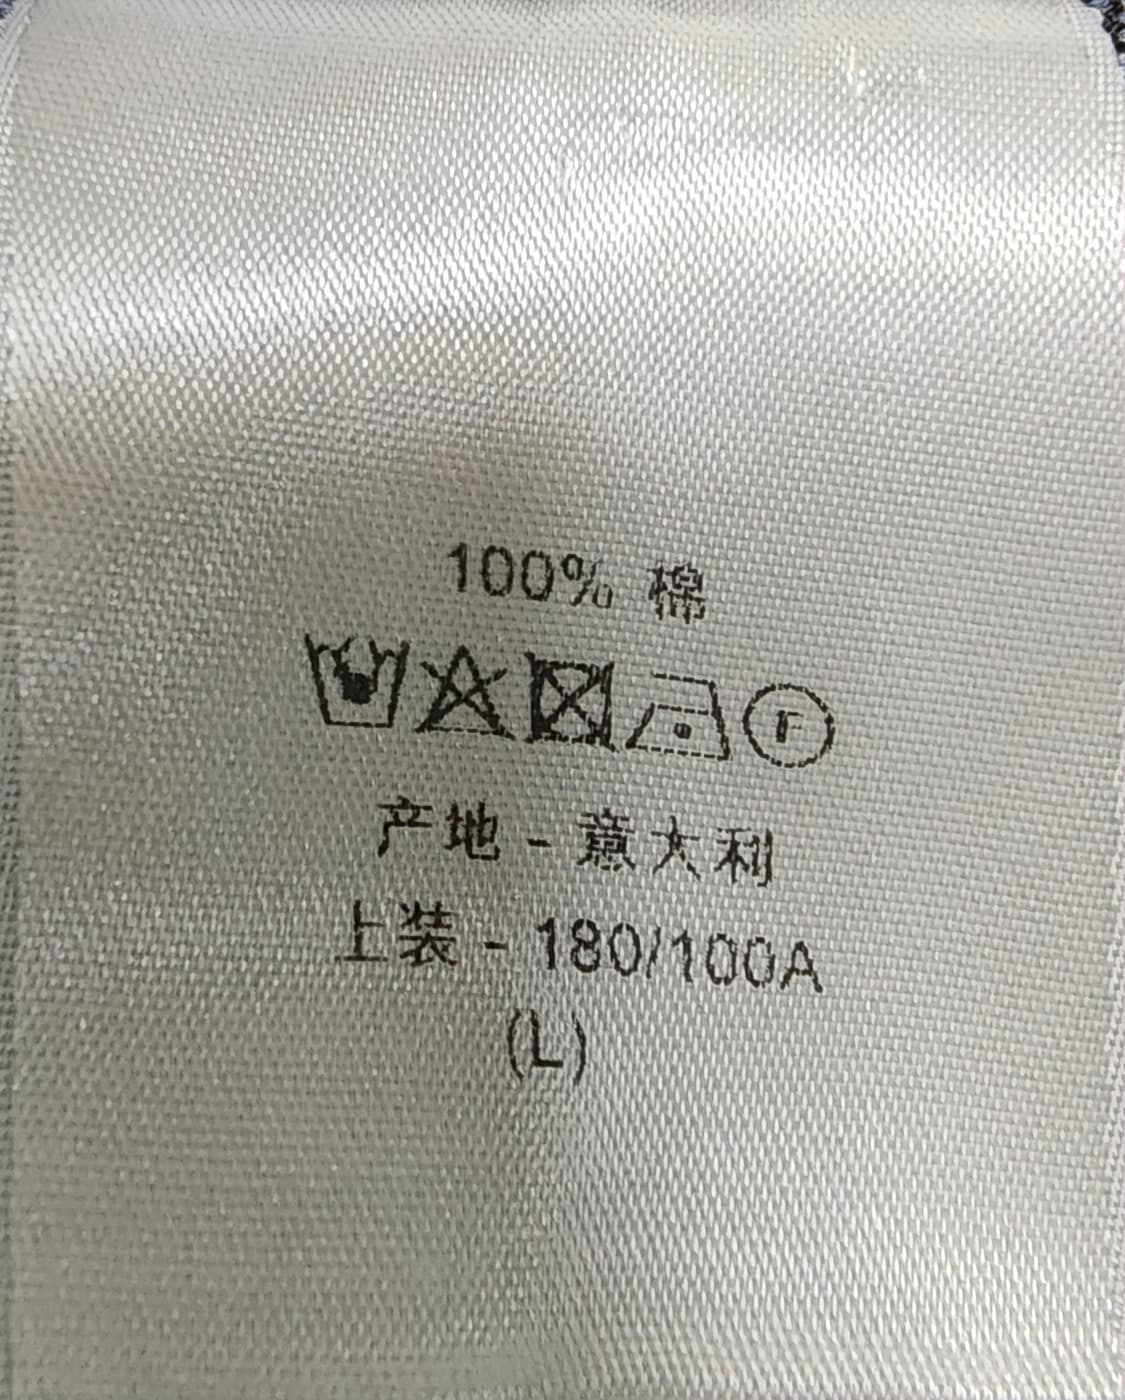 100% 棉
F
产地 - 意大利
上装 - 180/100A
(L)